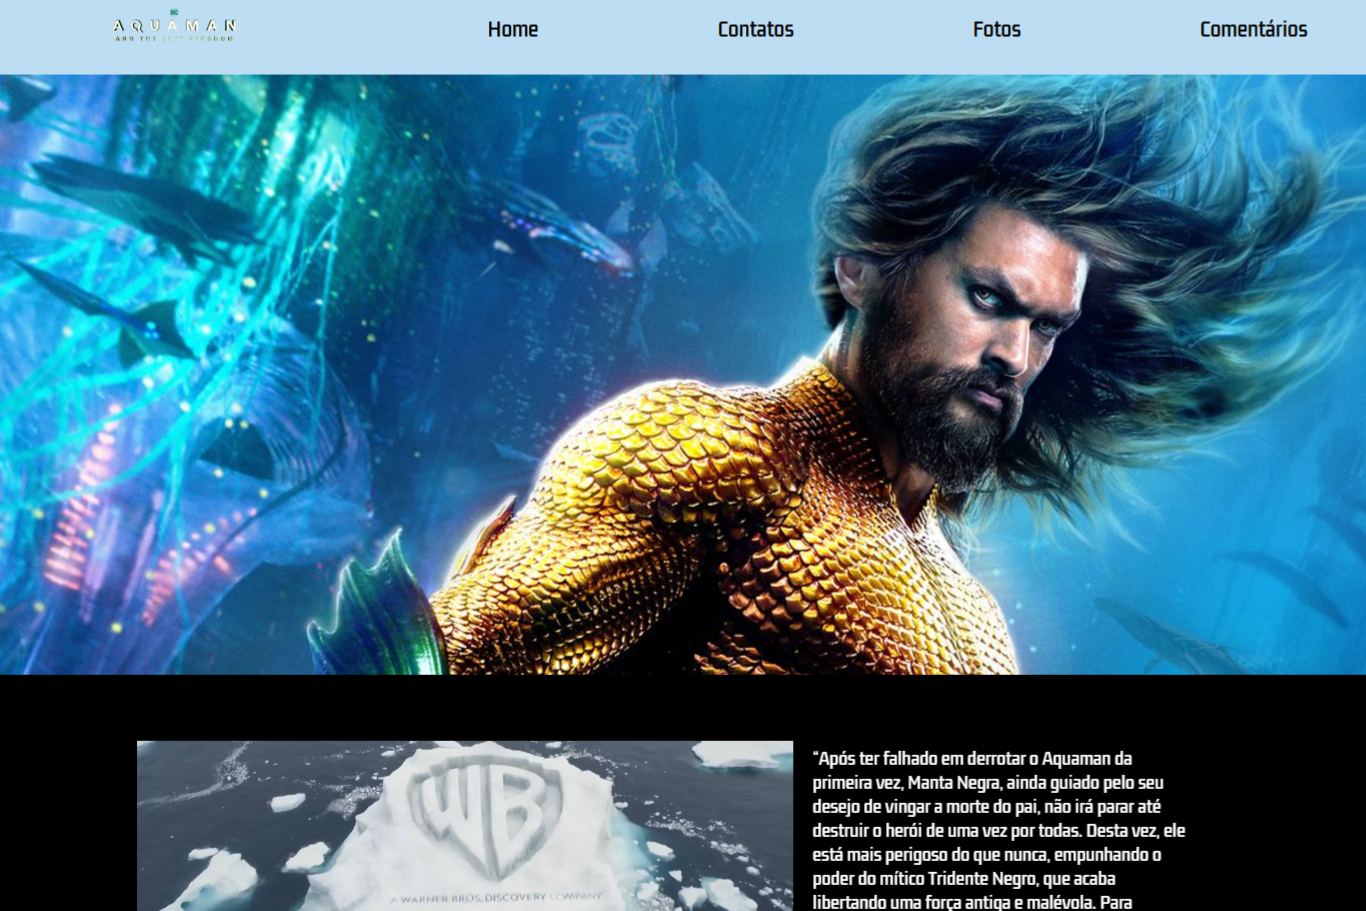 AQUAMAN
AND THE LOST KINGDOM
Home
Contatos
Fotos
Comentários
WB
A WARNER BROS. DISCOVERY COMPANY
“Após ter falhado em derrotar o Aquaman da
primeira vez, Manta Negra, ainda guiado pelo seu
desejo de vingar a morte do pai, não irá parar até
destruir o herói de uma vez por todas. Desta vez, ele
está mais perigoso do que nunca, empunhando o
poder do mítico Tridente Negro, que acaba
libertando uma força antiga e malévola. Para